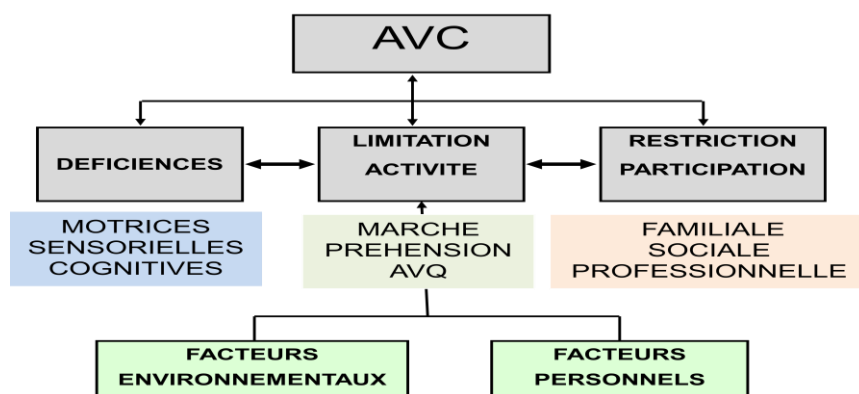 AVC
DEFICIENCES
LIMITATION
ACTIVITE
RESTRICTION
PARTICIPATION
MOTRICES
SENSORIELLES
COGNITIVES
MARCHE
PREHENSION
AVQ
FAMILIALE
SOCIALE
PROFESSIONNELLE
FACTEURS
ENVIRONNEMENTAUX
FACTEURS
PERSONNELS